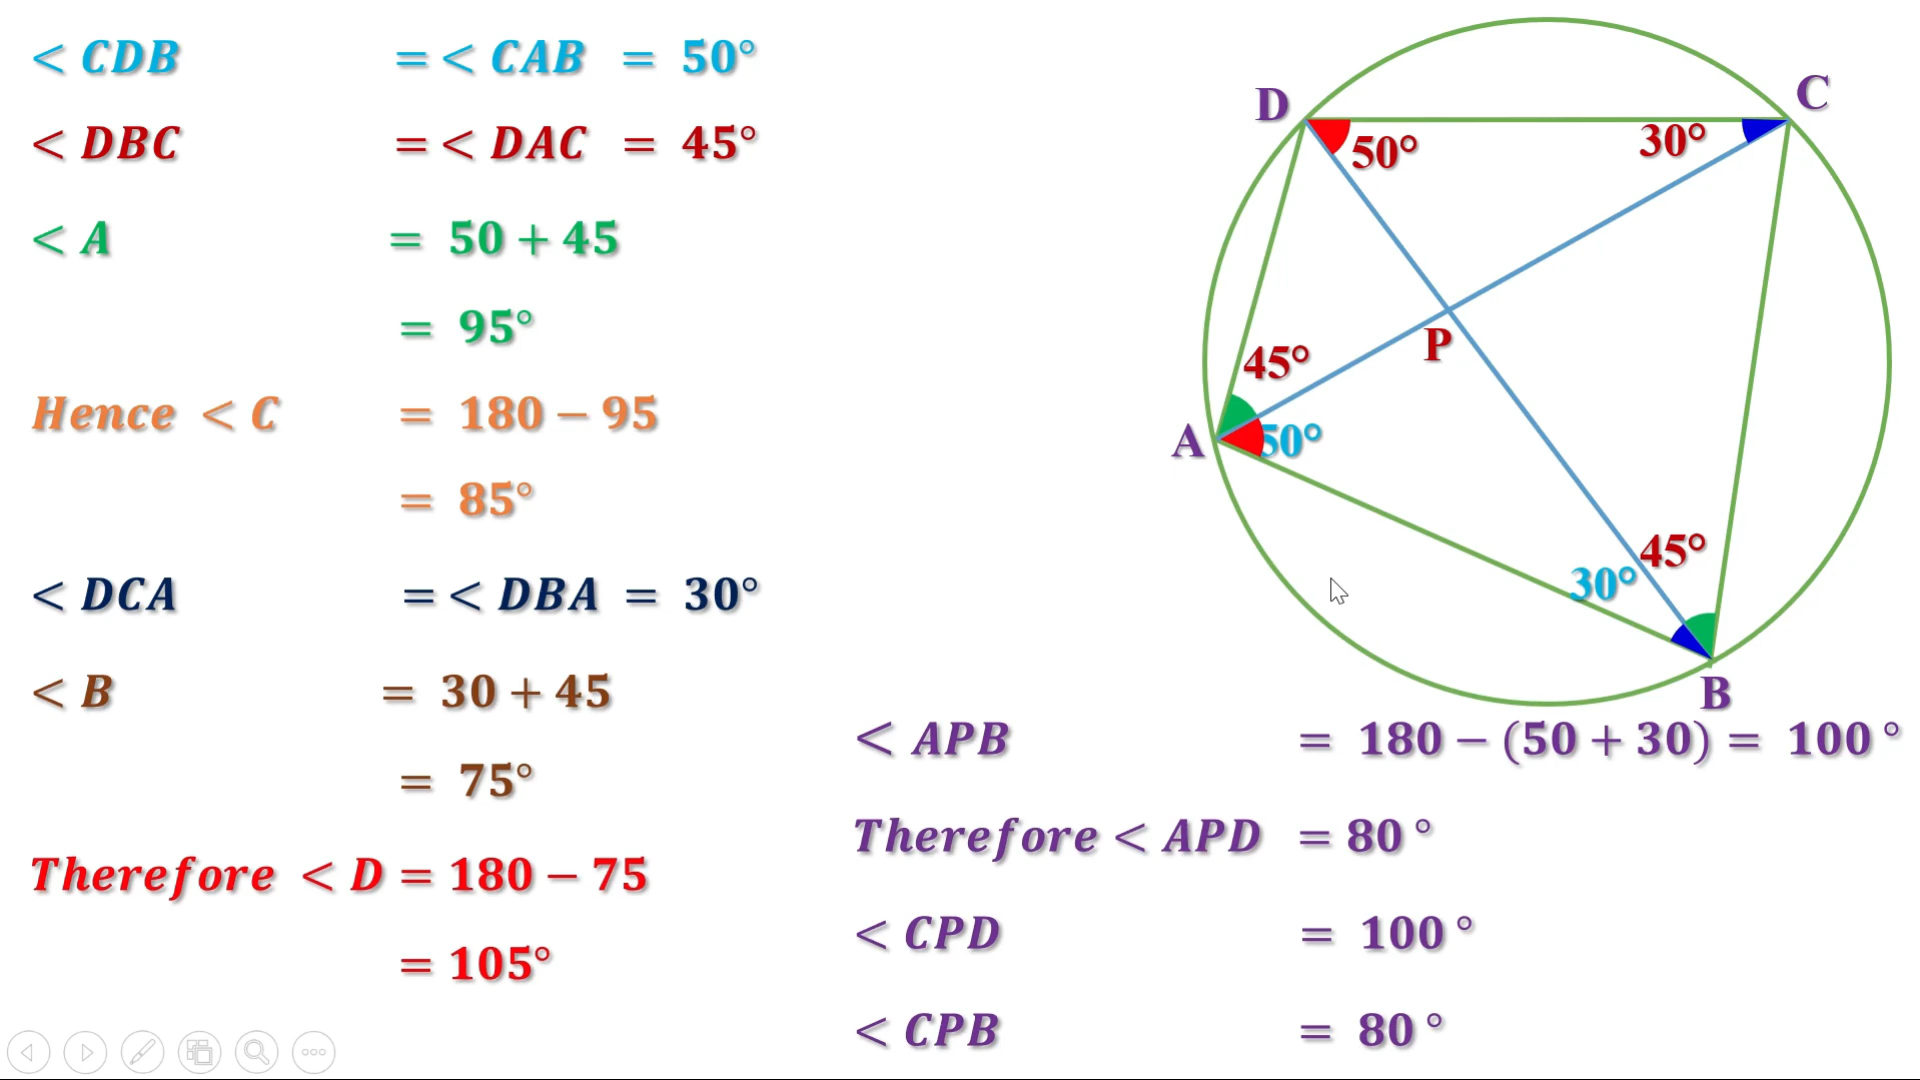 < CDB = < CAB = 50°
< DBC = < DAC = 45°
< A = 50 + 45
= 95°
Hence < C = 180 − 95
= 85°
< DCA = < DBA = 30°
< B = 30 + 45
= 75°
Therefore < D = 180 − 75
= 105°
D
C
50°
30°
P
45°
A
50°
45°
30°
B
< APB = 180 − (50 + 30) = 100 °
Therefore < APD = 80 °
< CPD = 100 °
< CPB = 80 °